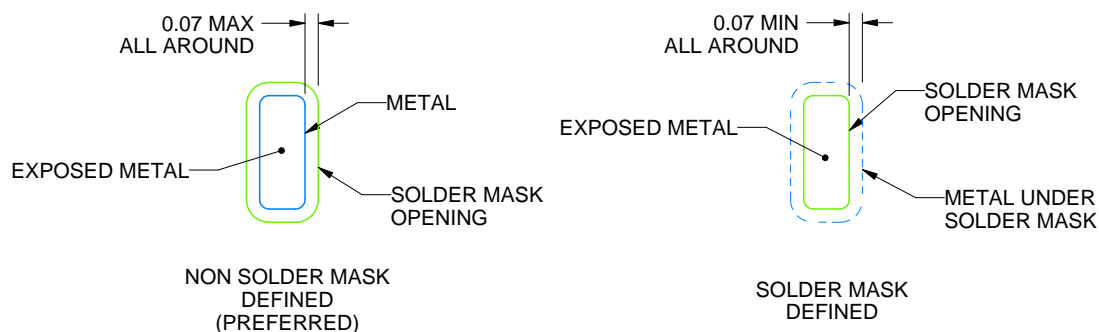 0.07 MAX
ALL AROUND
METAL
EXPOSED METAL
SOLDER MASK
OPENING
NON SOLDER MASK
DEFINED
(PREFERRED)
0.07 MIN
ALL AROUND
SOLDER MASK
OPENING
EXPOSED METAL
METAL UNDER
SOLDER MASK
SOLDER MASK
DEFINED